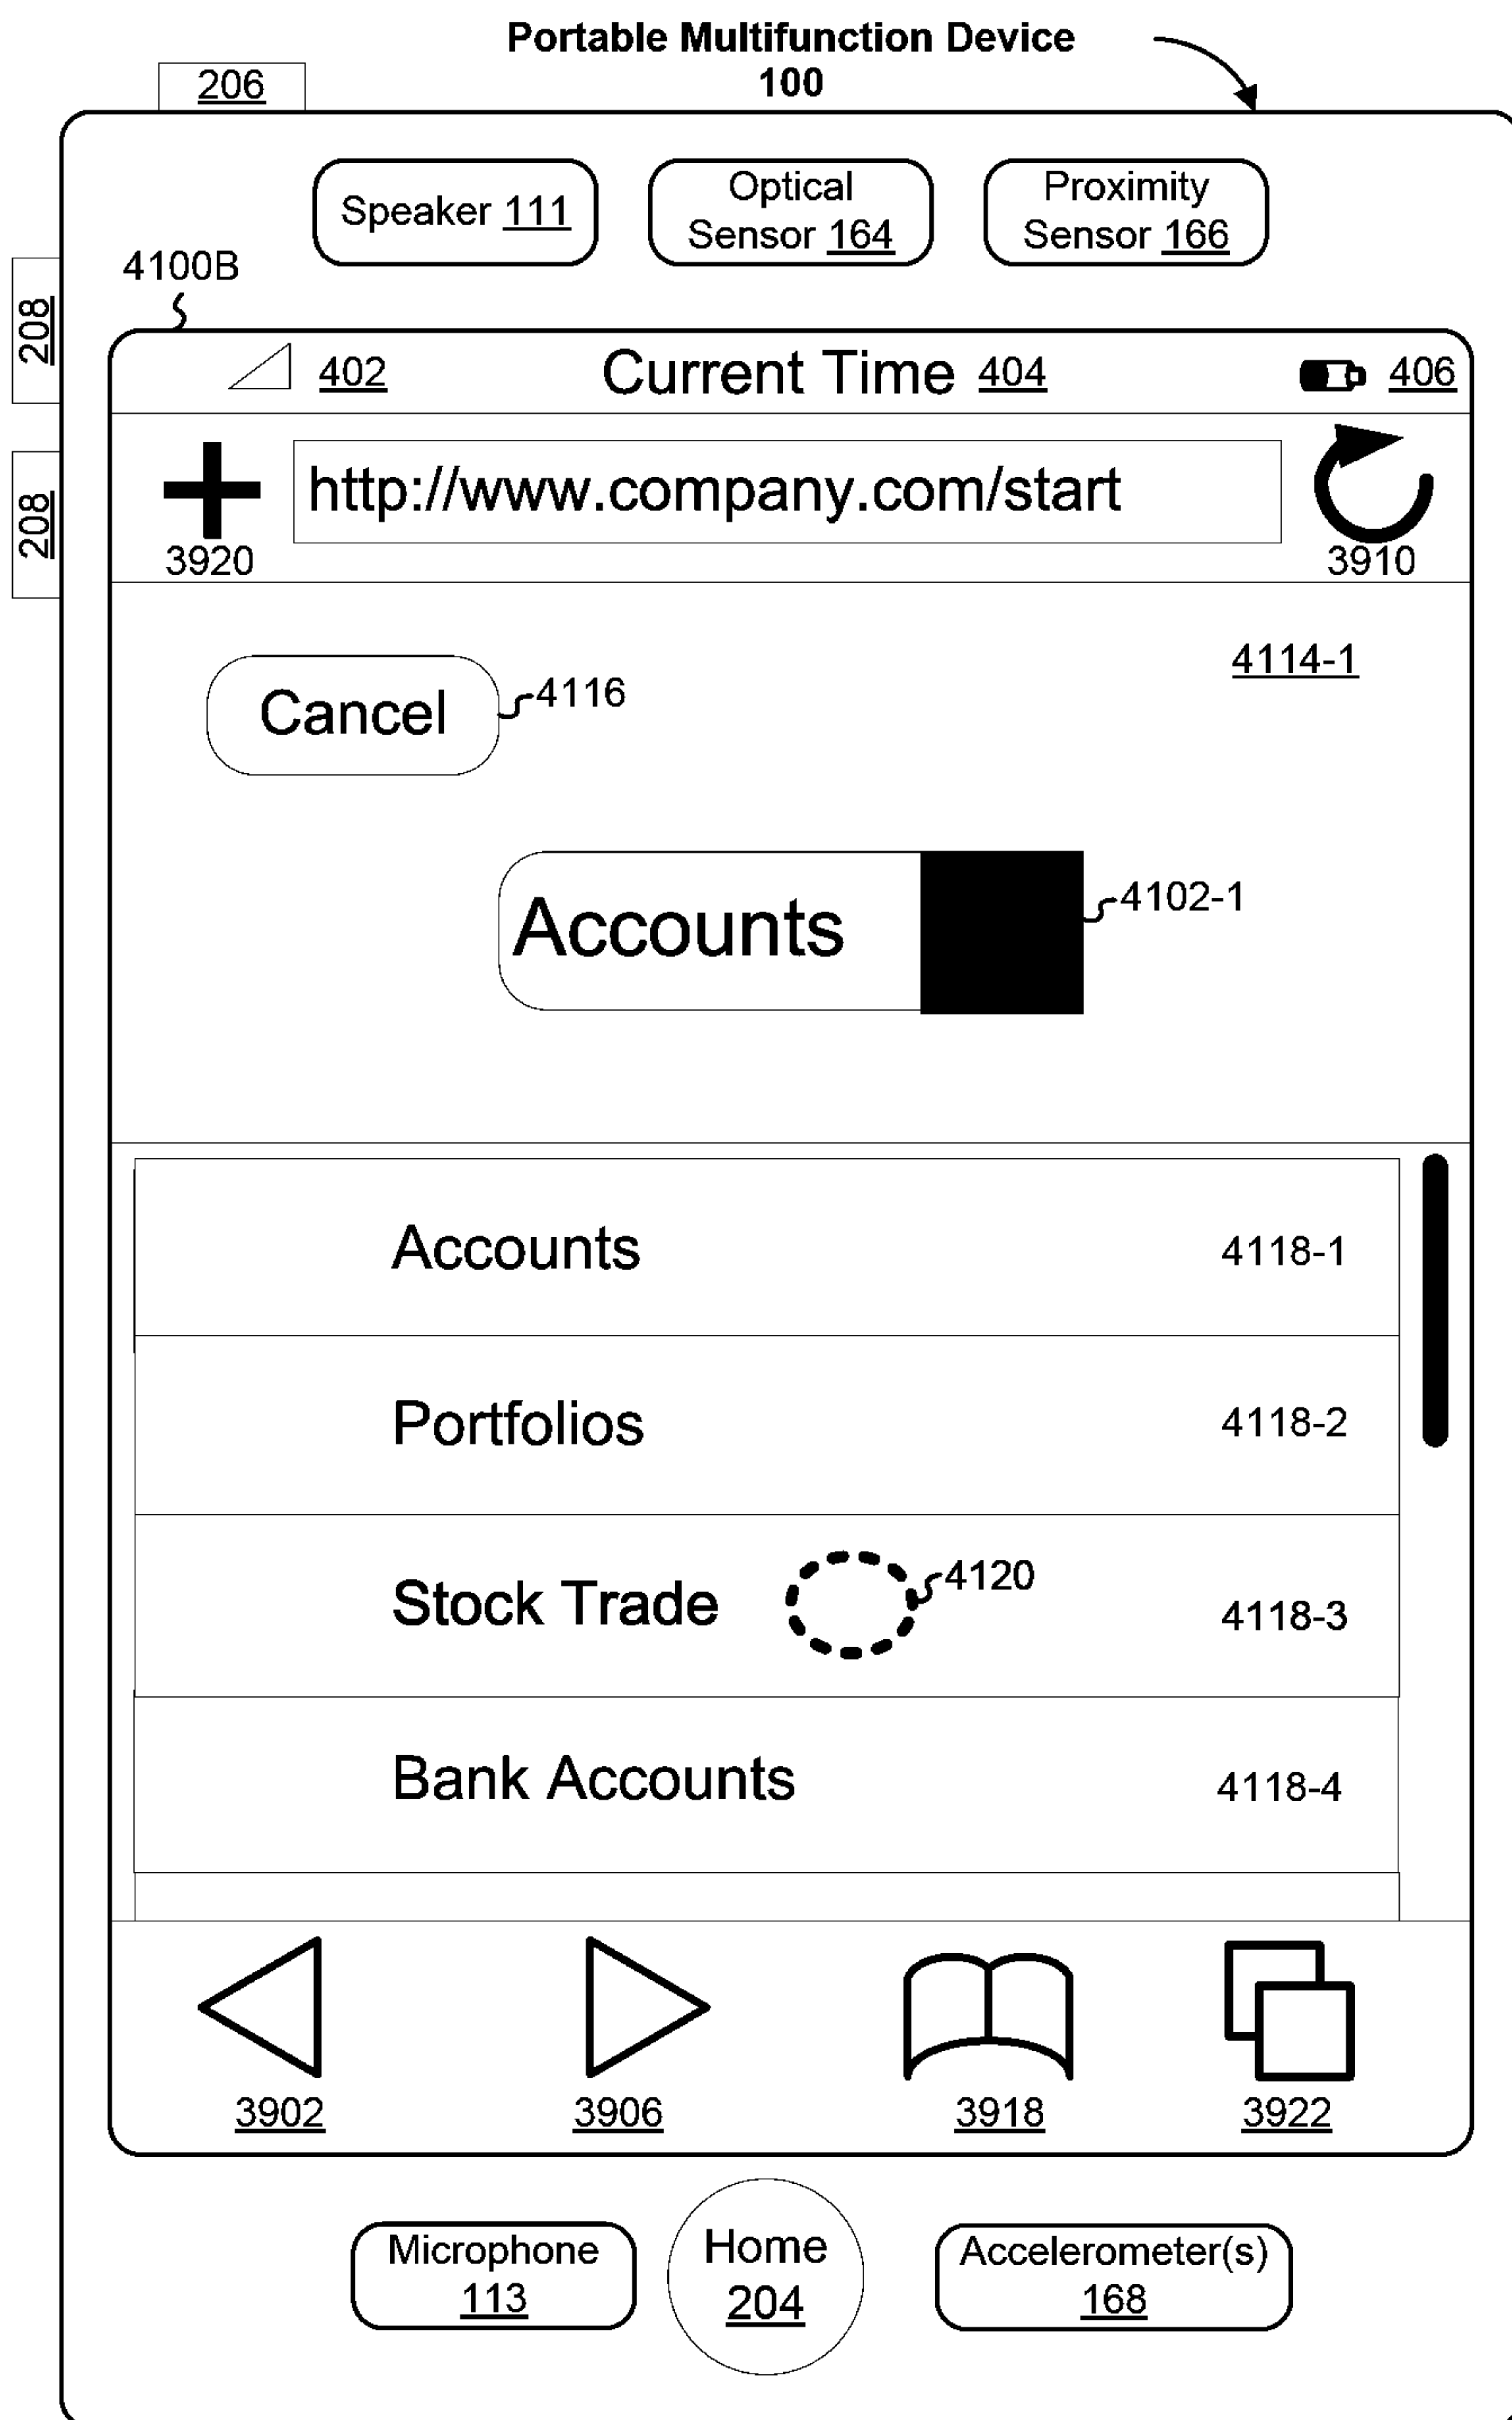 Portable Multifunction Device
100
206
Speaker 111
Optical
Sensor 164
Proximity
Sensor 166
4100B
208
208
402
Current Time 404
406
http://www.company.com/start
3920
3910
4114-1
Cancel
4116
Accounts
4102-1
Accounts
4118-1
Portfolios
4118-2
Stock Trade
4120
4118-3
Bank Accounts
4118-4
3902
3906
3918
3922
Microphone
113
Home
204
Accelerometer(s)
168